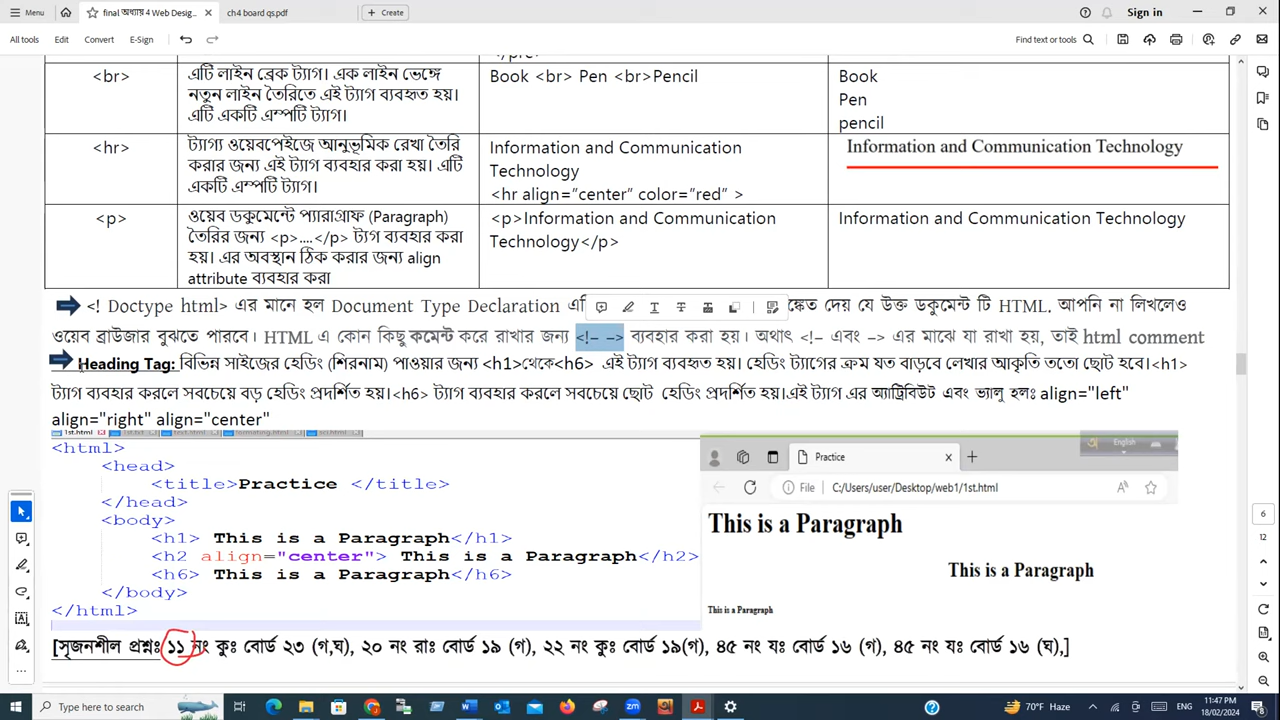 Menu
final অধ্যায় 4 Web Desig...
ch4 board qs.pdf
Create
Sign in
All tools
Edit
Convert
E-Sign
Find text or tools
<br>
এটি লাইন ব্রেক ট্যাগ। এক লাইন ভেঙ্গে
নতুন লাইন তৈরিতে এই ট্যাগ ব্যবহৃত হয়।
এটি একটি এম্পটি ট্যাগ।
Book <br> Pen <br>Pencil
Book
Pen
pencil
<hr>
ট্যাগ্য ওয়েবপেইজে আনুভূমিক রেখা তৈরি
করার জন্য এই ট্যাগ ব্যবহার করা হয়। এটি
একটি এম্পটি ট্যাগ।
Information and Communication
Technology
<hr align="center" color="red" >
Information and Communication Technology
<p>
ওয়েব ডকুমেন্টে প্যারাগ্রাফ (Paragraph)
তৈরির জন্য <p>....</p> ট্যগ ব্যবহার করা
হয়। এর অবস্থান ঠিক করার জন্য align
attribute ব্যবহার করা
<p>Information and Communication
Technology</p>
Information and Communication Technology
<! Doctype html> এর মানে হল Document Type Declaration এটি ঙ্কেত দেয় যে উক্ত ডকুমেন্ট টি HTML. আপনি না লিখলেও
ওয়েব ব্রাউজার বুঝতে পারবে। HTML এ কোন কিছু কমেন্ট করে রাখার জন্য <!– –> ব্যবহার করা হয়। অর্থাৎ <!– এবং –> এর মাঝে যা রাখা হয়, তাই html comment
Heading Tag: বিভিন্ন সাইজের হেডিং (শিরনাম) পাওয়ার জন্য <h1>থেকে<h6> এই ট্যাগ ব্যবহৃত হয়। হেডিং ট্যাগের ক্রম যত বাড়বে লেখার আকৃতি ততো ছোট হবে।<h1>
ট্যাগ ব্যবহার করলে সবচেয়ে বড় হেডিং প্রদর্শিত হয়।<h6> ট্যাগ ব্যবহার করলে সবচেয়ে ছোট হেডিং প্রদর্শিত হয়।এই ট্যাগ এর অ্যাট্রিবিউট এবং ভ্যালু হলঃ align="left"
align="right" align="center"
<html>
<head>
<title>Practice </title>
</head>
<body>
<h1> This is a Paragraph</h1>
<h2 align="center"> This is a Paragraph</h2>
<h6> This is a Paragraph</h6>
</body>
</html>
English
Practice
File
C:/Users/user/Desktop/web1/1st.html
This is a Paragraph
This is a Paragraph
This is a Paragraph
[সৃজনশীল প্রশ্নঃ ১১ নং কুঃ বোর্ড ২৩ (গ,ঘ), ২০ নং রাঃ বোর্ড ১৯ (গ), ২২ নং কুঃ বোর্ড ১৯(গ), ৪৫ নং যঃ বোর্ড ১৬ (গ), ৪৫ নং যঃ বোর্ড ১৬ (ঘ),]
6
12
Type here to search
70°F Haze
ENG
11:47 PM
18/02/2024